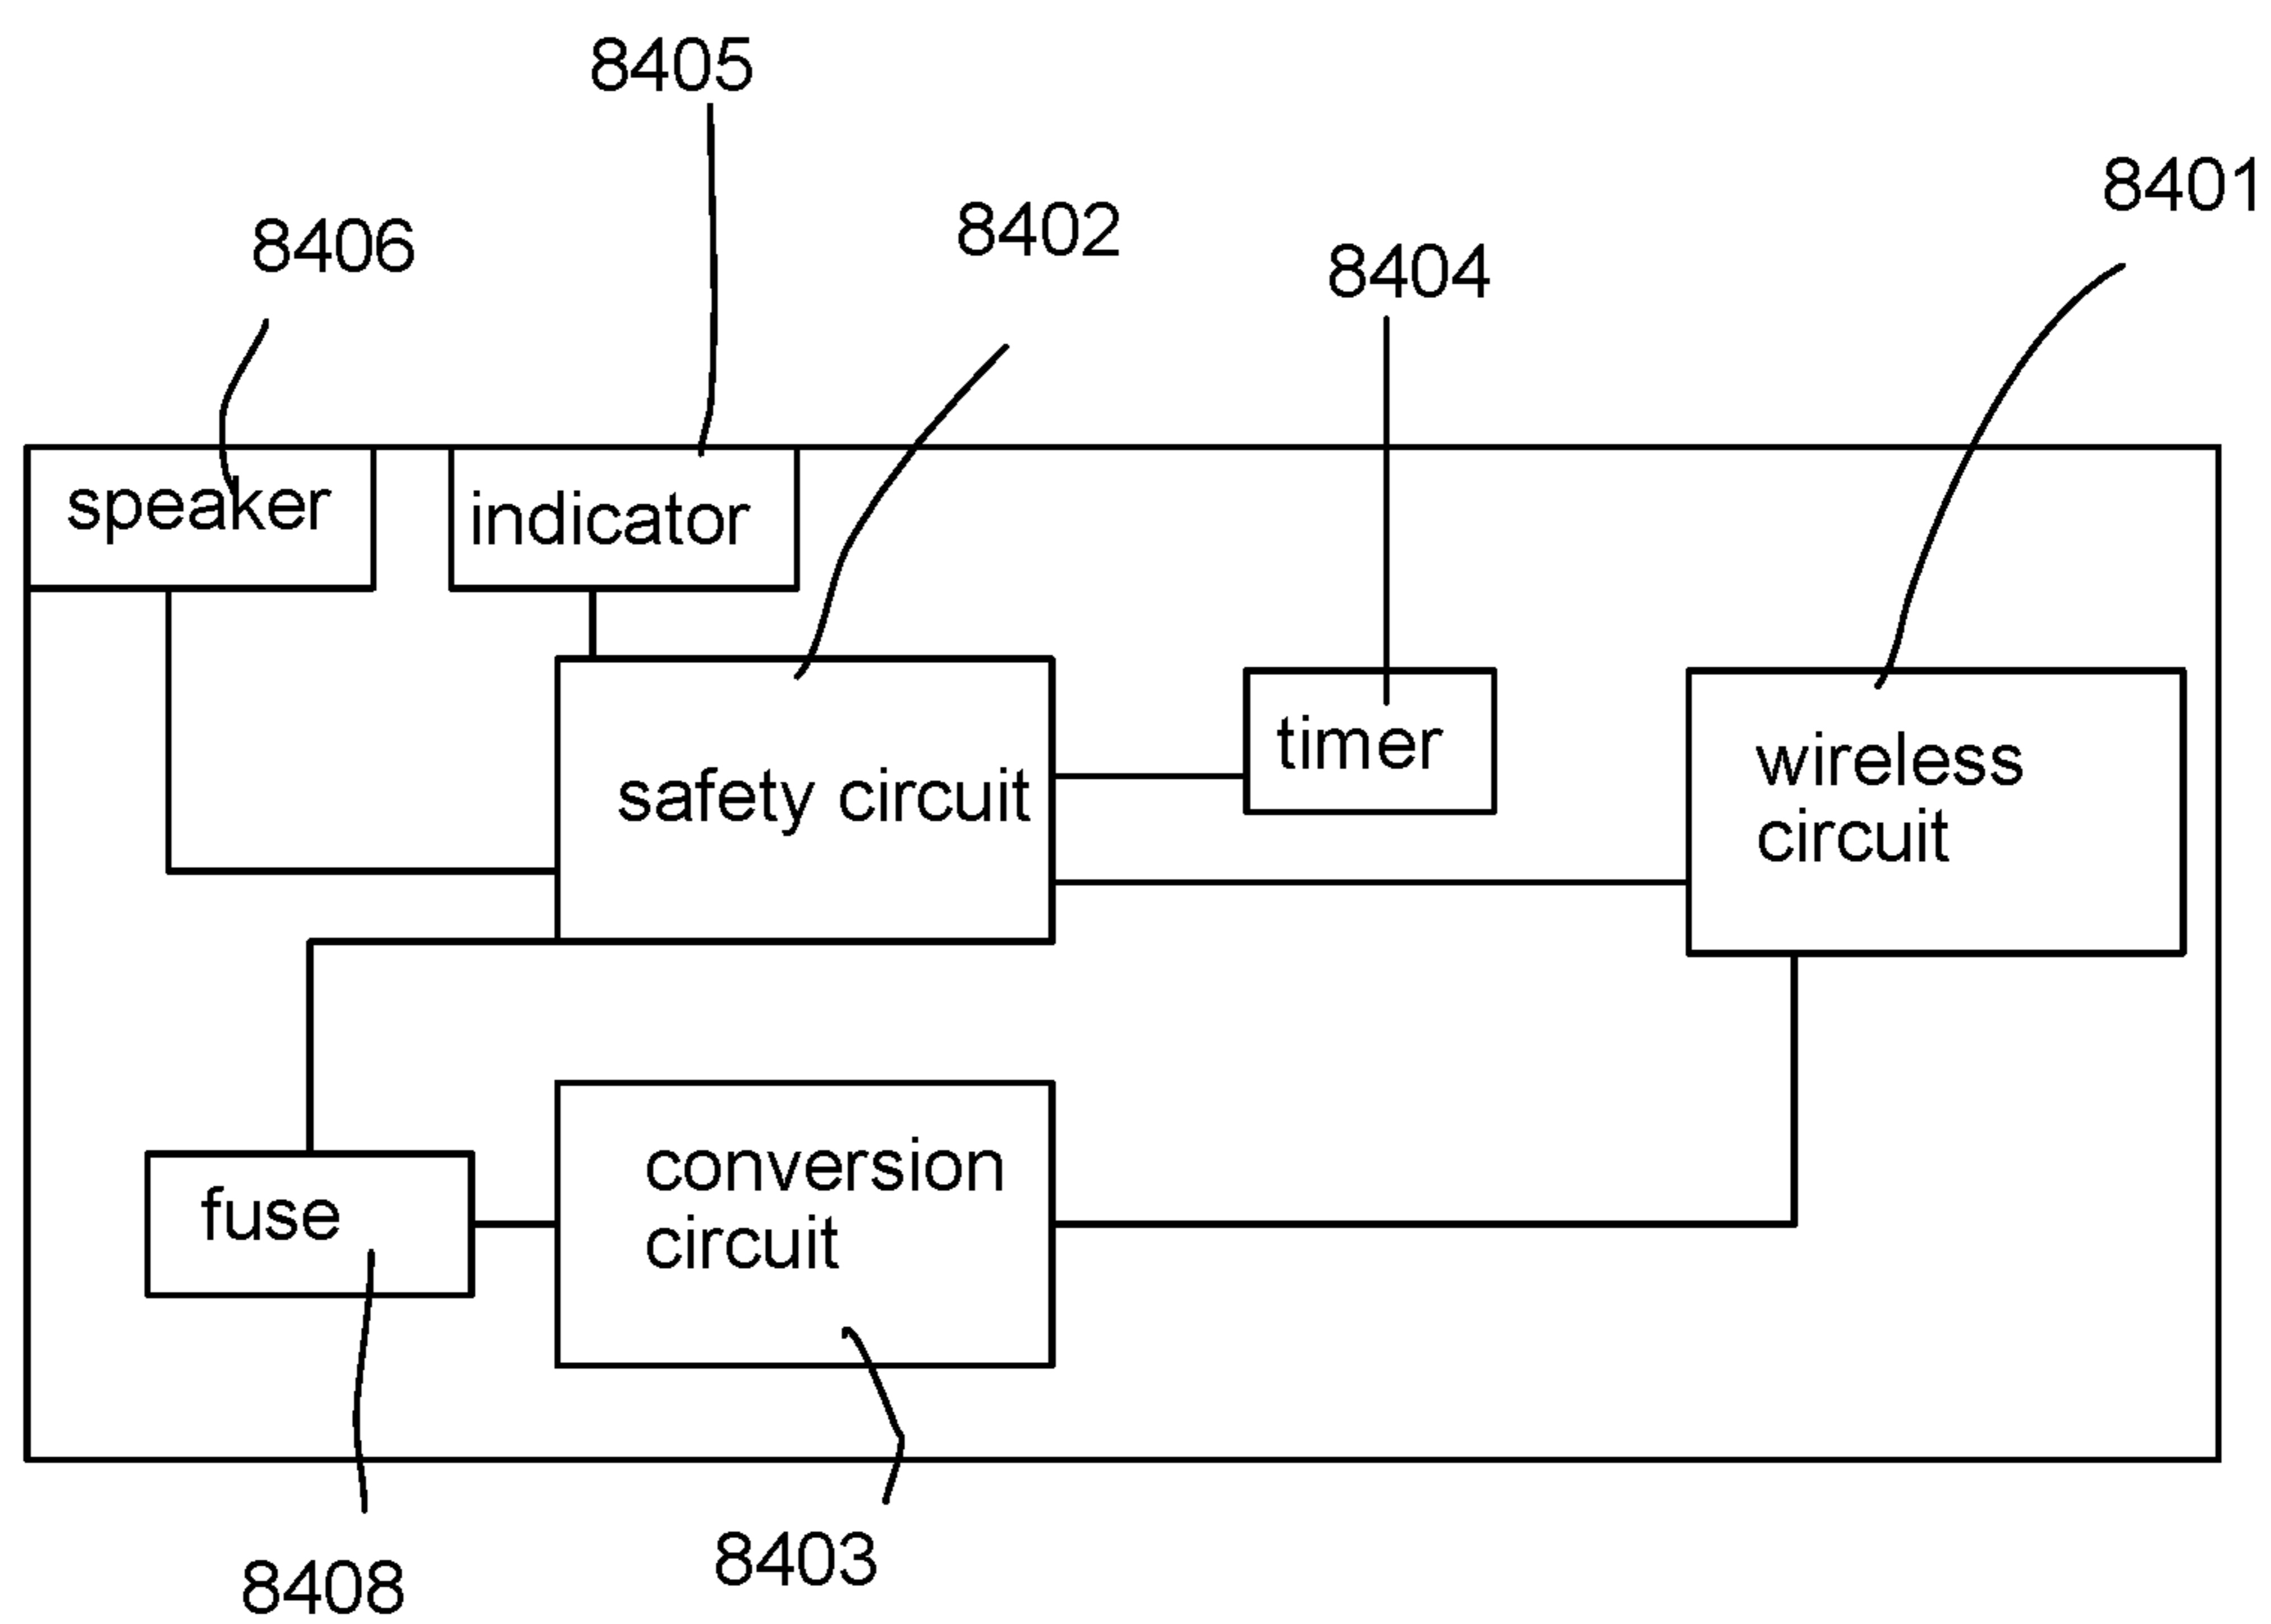 8405
8401
8402
8406
8404
speaker
indicator
timer
wireless
circuit
safety circuit
conversion
circuit
fuse
8403
8408